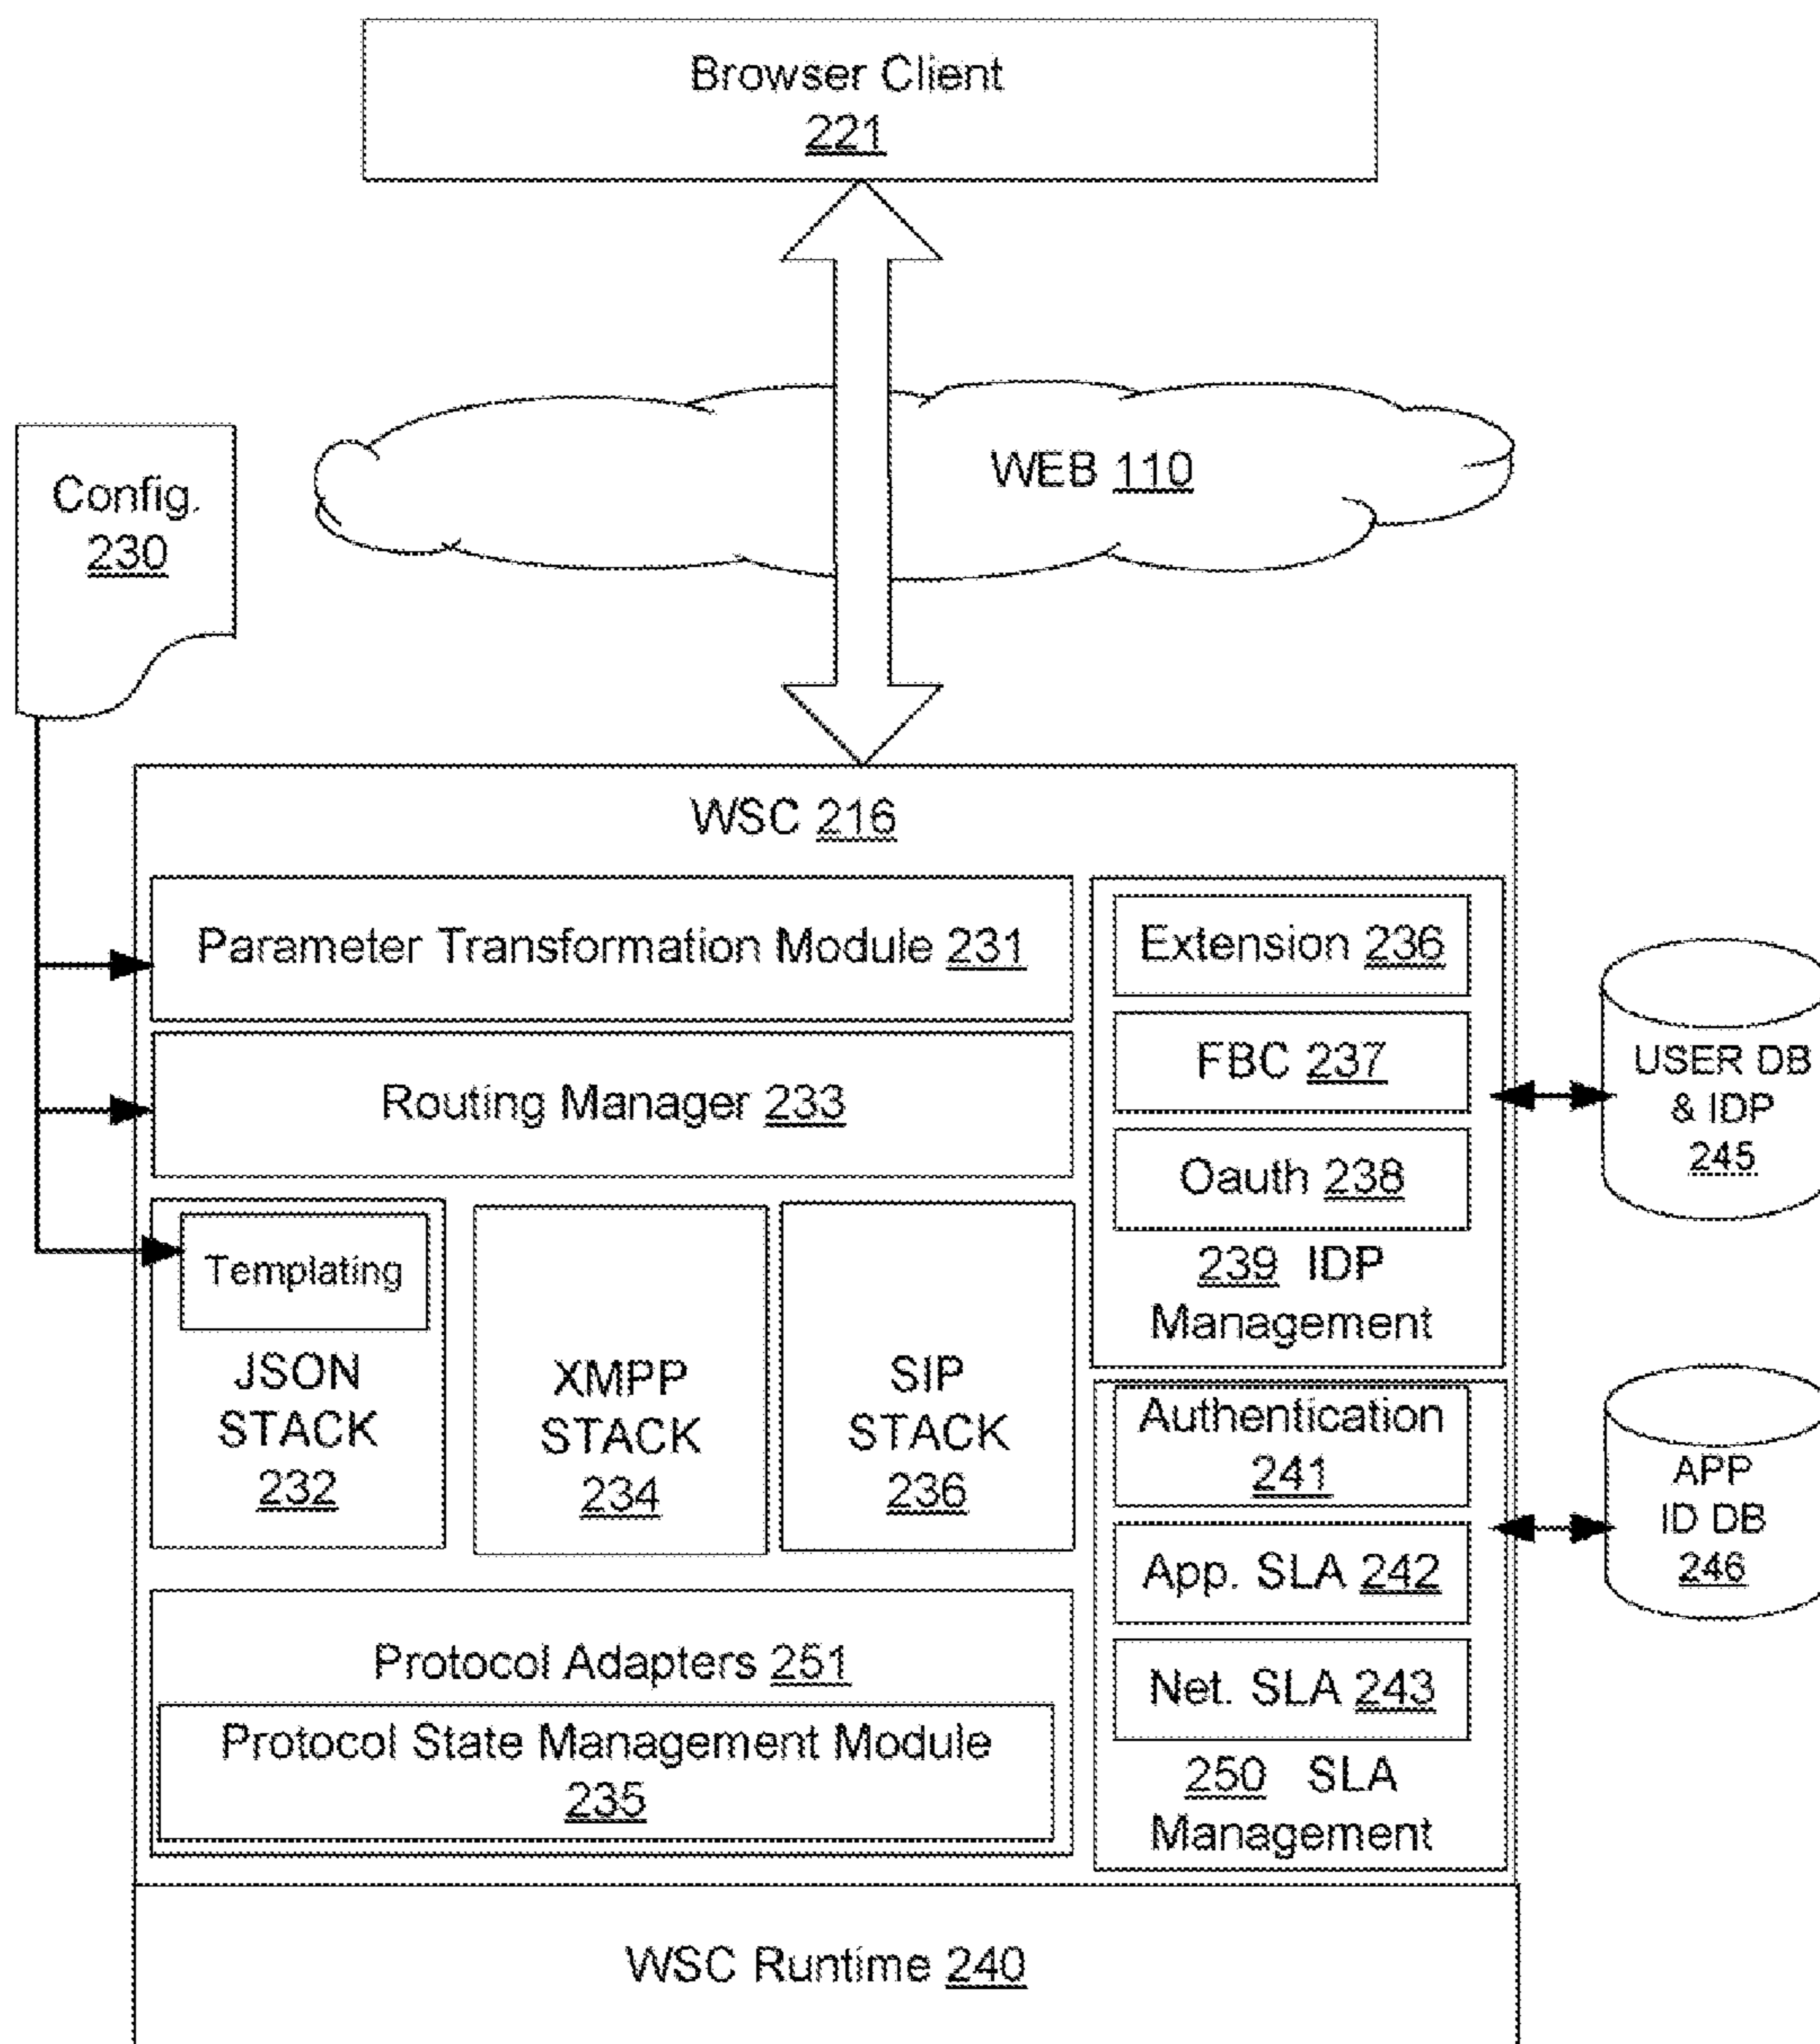 Browser Client
221
WEB 110
Config.
230
WSC 216
Parameter Transformation Module 231
Routing Manager 233
Templating
JSON
STACK
232
XMPP
STACK
234
SIP
STACK
236
Protocol Adapters 251
Protocol State Management Module
235
Extension 236
FBC 237
Oauth 238
239 IDP
Management
Authentication
241
App. SLA 242
Net. SLA 243
250 SLA
Management
USER DB
& IDP
245
APP
ID DB
246
WSC Runtime 240